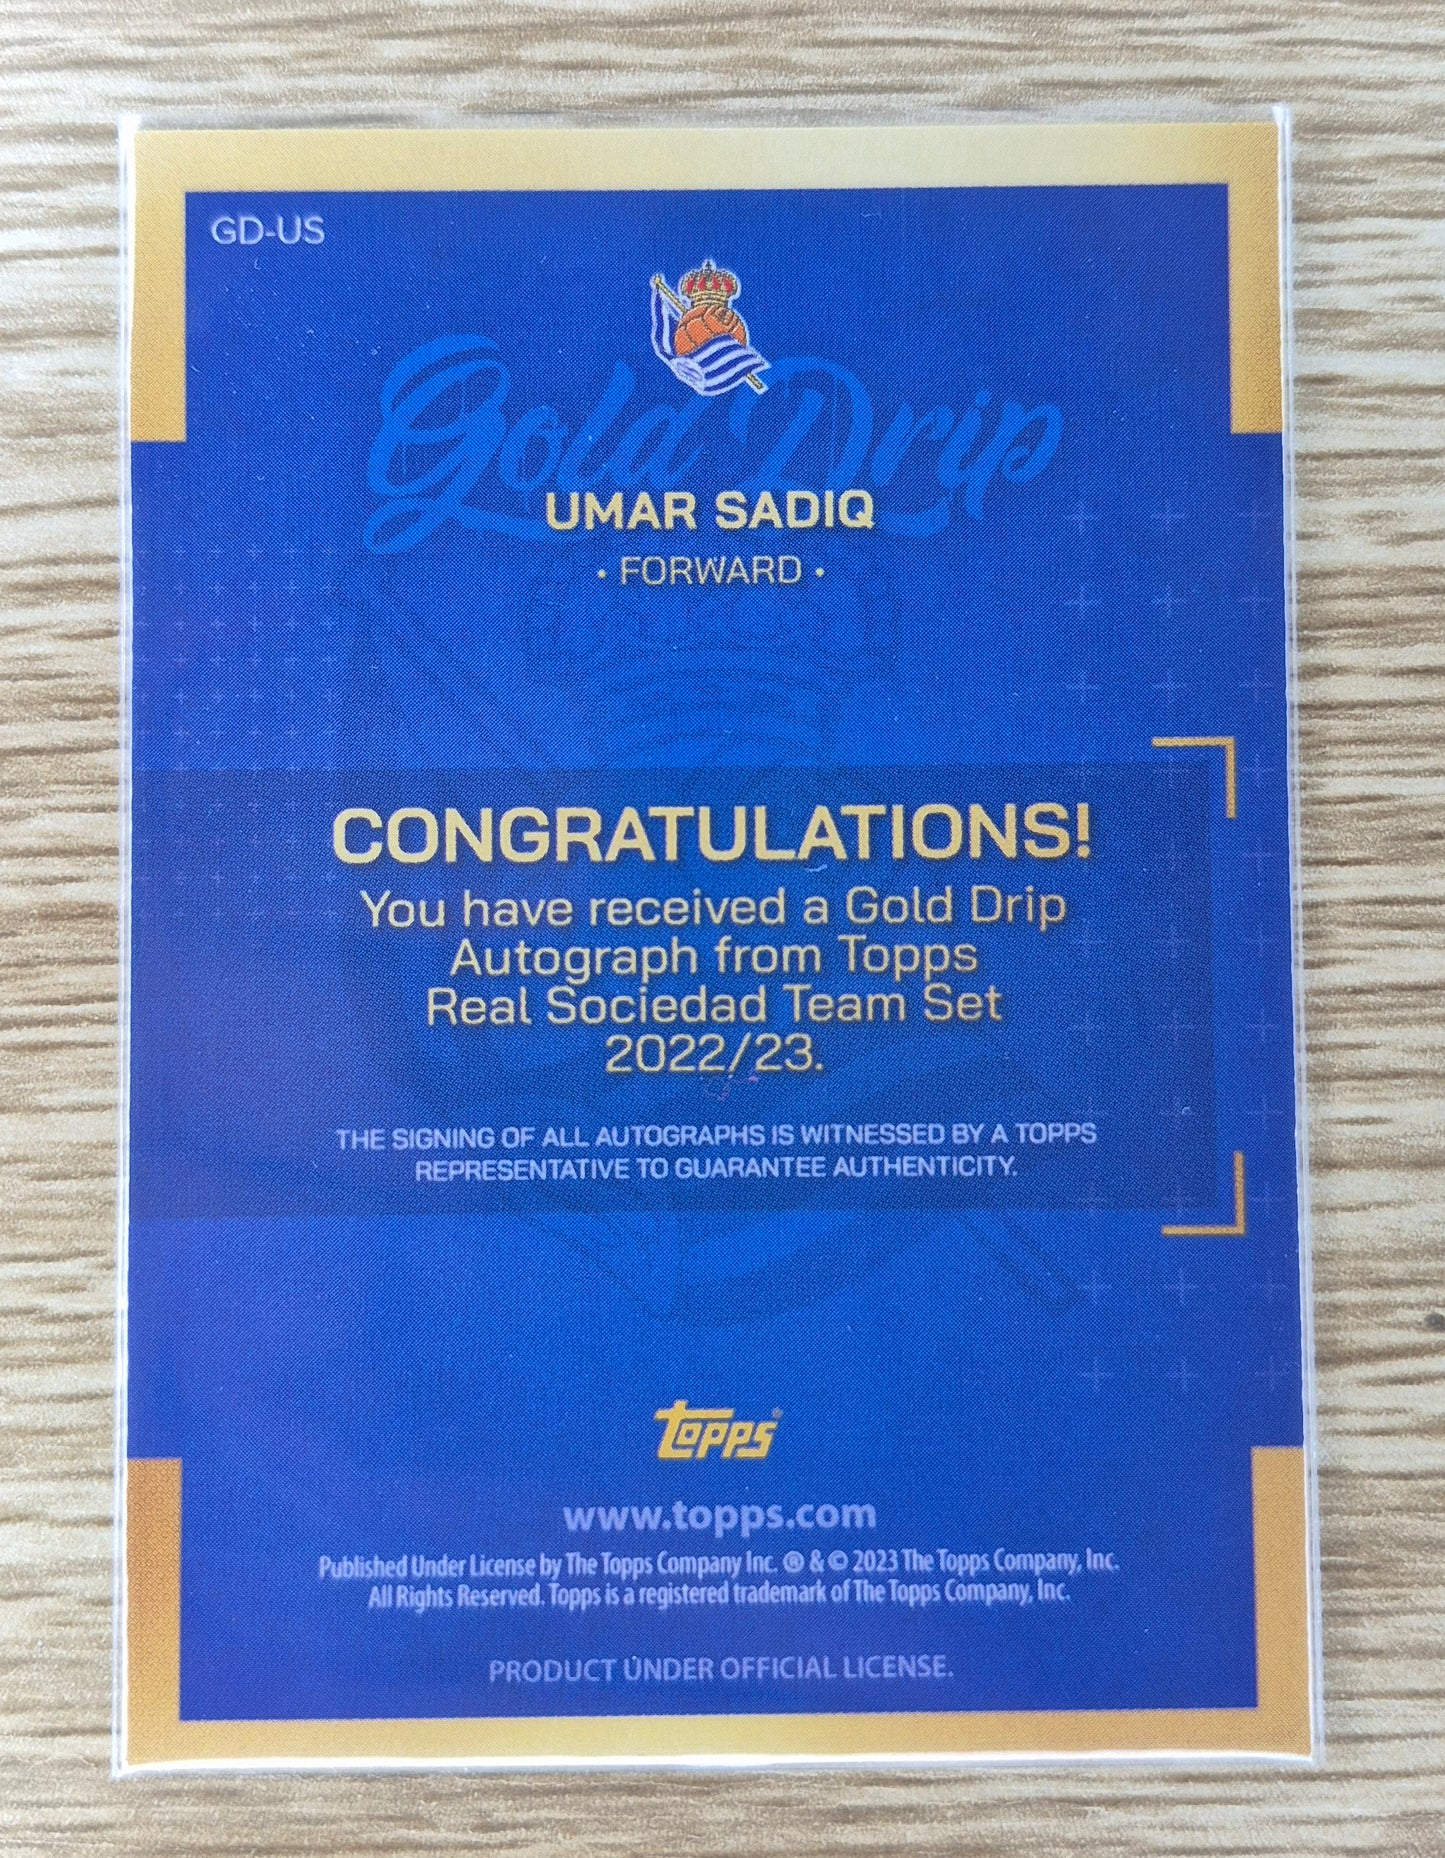 GD-US
Gold Drip
UMAR SADIQ
• FORWARD •
CONGRATULATIONS!
You have received a Gold Drip
Autograph from Topps
Real Sociedad Team Set
2022/23.
THE SIGNING OF ALL AUTOGRAPHS IS WITNESSED BY A TOPPS
REPRESENTATIVE TO GUARANTEE AUTHENTICITY.
Topps®
www.topps.com
Published Under License by The Topps Company Inc. ® & © 2023 The Topps Company, Inc.
All Rights Reserved. Topps is a registered trademark of The Topps Company, Inc.
PRODUCT UNDER OFFICIAL LICENSE.